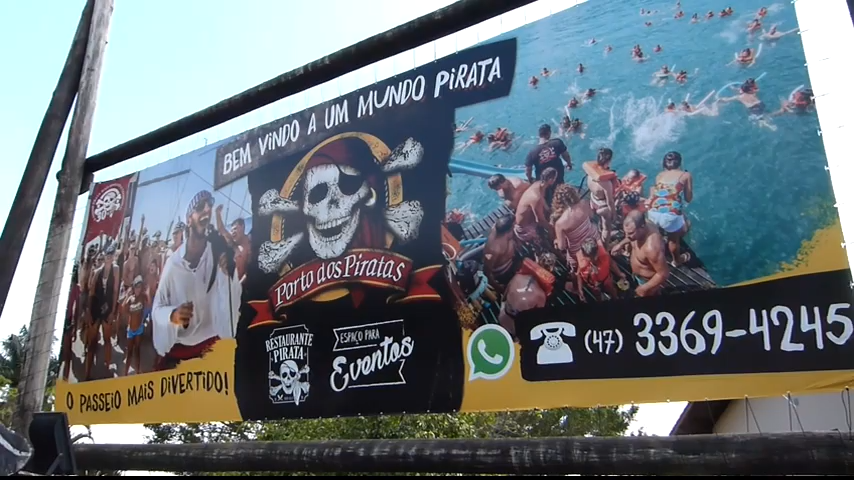 BEM VINDO A UM MUNDO PIRATA
Porto dos Piratas
RESTAURANTE
PIRATA
ESPAÇO PARA
Eventos
O PASSEIO MAIS DIVERTIDO!
(47) 3369-4245